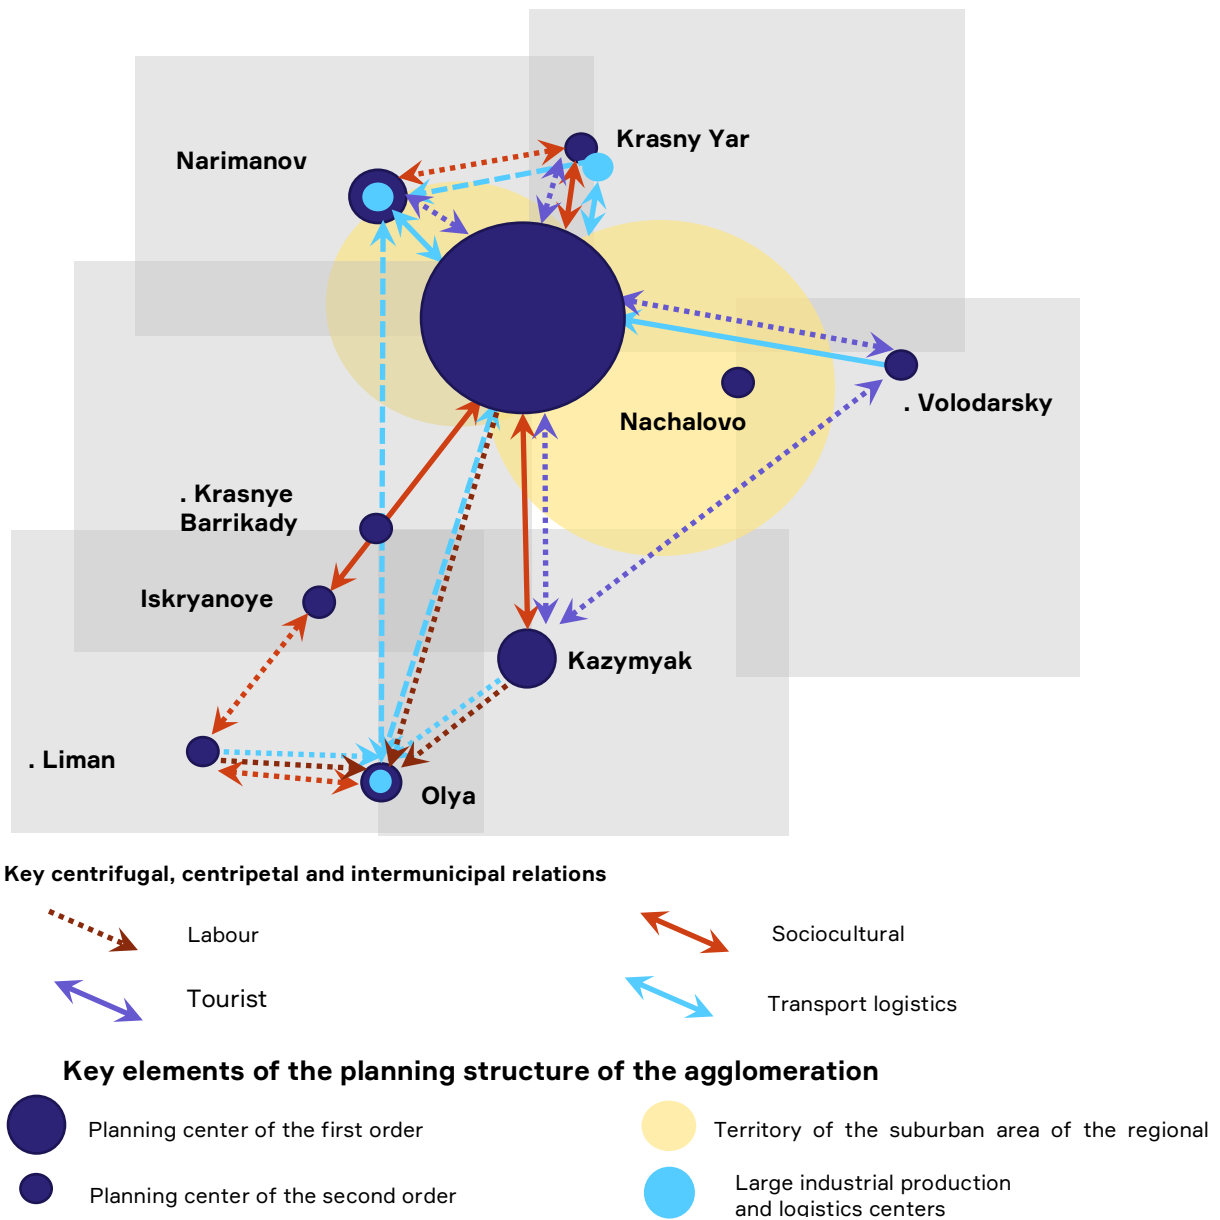 Krasny Yar
Narimanov
. Volodarsky
Nachalovo
. Krasnye
Barrikady
Iskryanoye
Kazymyak
. Liman
Olya
Key centrifugal, centripetal and intermunicipal relations
Labour
Sociocultural
Tourist
Transport logistics
Key elements of the planning structure of the agglomeration
Planning center of the first order
Territory of the suburban area of the regional
Planning center of the second order
Large industrial production
and logistics centers